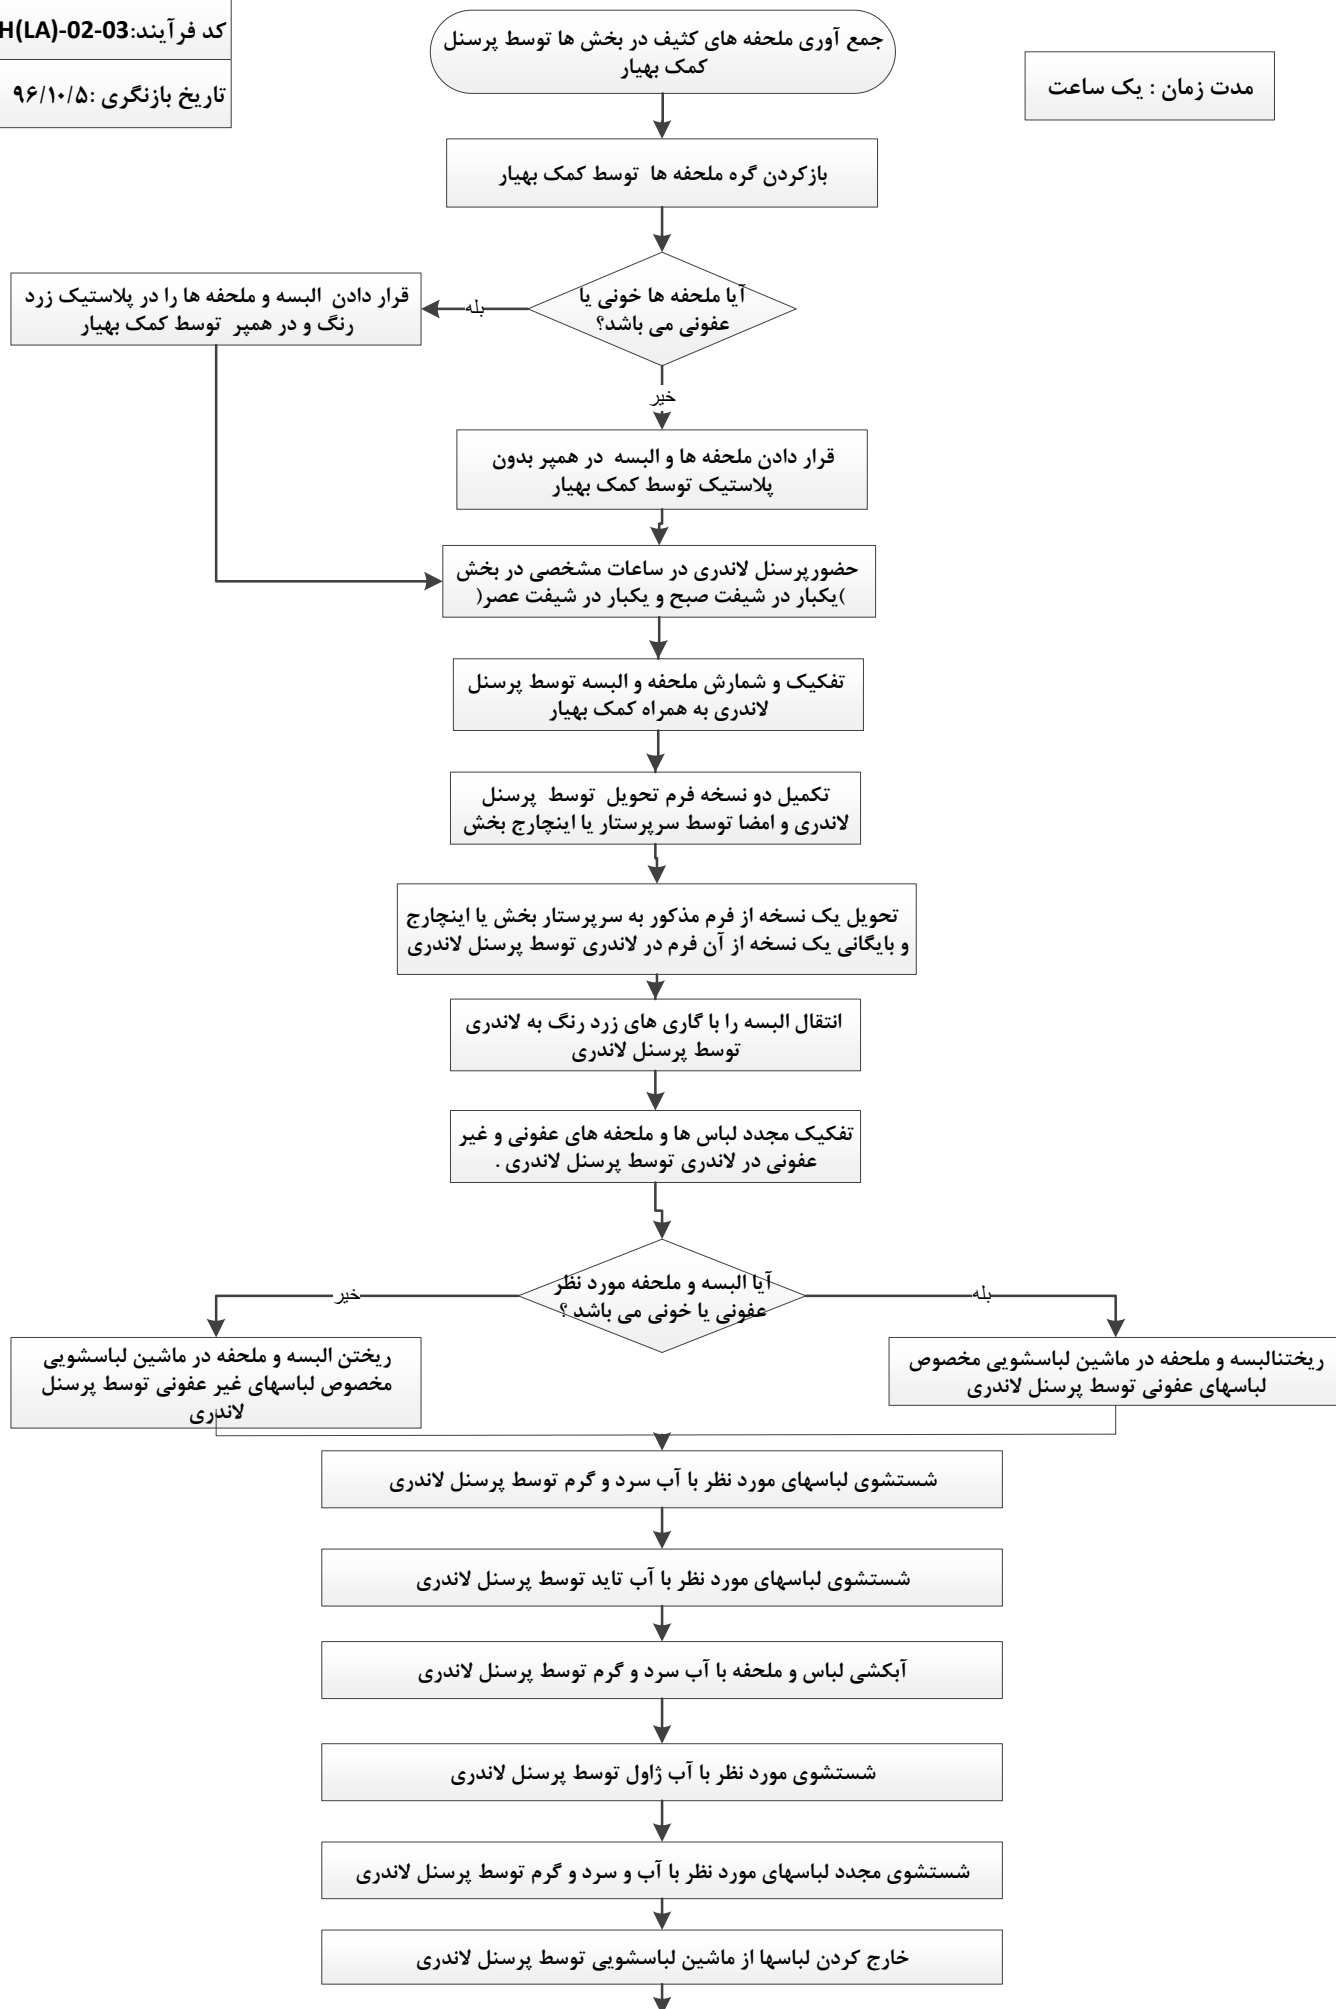 کد فرآیند:H(LA)-02-03
تاریخ بازنگری :۹۶/۱۰/۵
مدت زمان : یک ساعت
جمع آوری ملحفه های کثیف در بخش ها توسط پرسنل
کمک بهیار
بازکردن گره ملحفه ها توسط کمک بهیار
آیا ملحفه ها خونی یا
عفونی می باشد؟
بله
قرار دادن البسه و ملحفه ها را در پلاستیک زرد
رنگ و در همپر توسط کمک بهیار
خیر
قرار دادن ملحفه ها و البسه در همپر بدون
پلاستیک توسط کمک بهیار
حضورپرسنل لاندری در ساعات مشخصی در بخش
)یکبار در شیفت صبح و یکبار در شیفت عصر(
تفکیک و شمارش ملحفه و البسه توسط پرسنل
لاندری به همراه کمک بهیار
تکمیل دو نسخه فرم تحویل توسط پرسنل
لاندری و امضا توسط سرپرستار یا اینچارج بخش
تحویل یک نسخه از فرم مذکور به سرپرستار بخش یا اینچارج
و بایگانی یک نسخه از آن فرم در لاندری توسط پرسنل لاندری
انتقال البسه را با گاری های زرد رنگ به لاندری
توسط پرسنل لاندری
تفکیک مجدد لباس ها و ملحفه های عفونی و غیر
عفونی در لاندری توسط پرسنل لاندری .
آیا البسه و ملحفه مورد نظر
عفونی یا خونی می باشد ؟
بله
خیر
ریختنالبسه و ملحفه در ماشین لباسشویی مخصوص
لباسهای عفونی توسط پرسنل لاندری
ریختن البسه و ملحفه در ماشین لباسشویی
مخصوص لباسهای غیر عفونی توسط پرسنل
لاندری
شستشوی لباسهای مورد نظر با آب سرد و گرم توسط پرسنل لاندری
شستشوی لباسهای مورد نظر با آب تاید توسط پرسنل لاندری
آبکشی لباس و ملحفه با آب سرد و گرم توسط پرسنل لاندری
شستشوی مورد نظر با آب ژاول توسط پرسنل لاندری
شستشوی مجدد لباسهای مورد نظر با آب و سرد و گرم توسط پرسنل لاندری
خارج کردن لباسها از ماشین لباسشویی توسط پرسنل لاندری